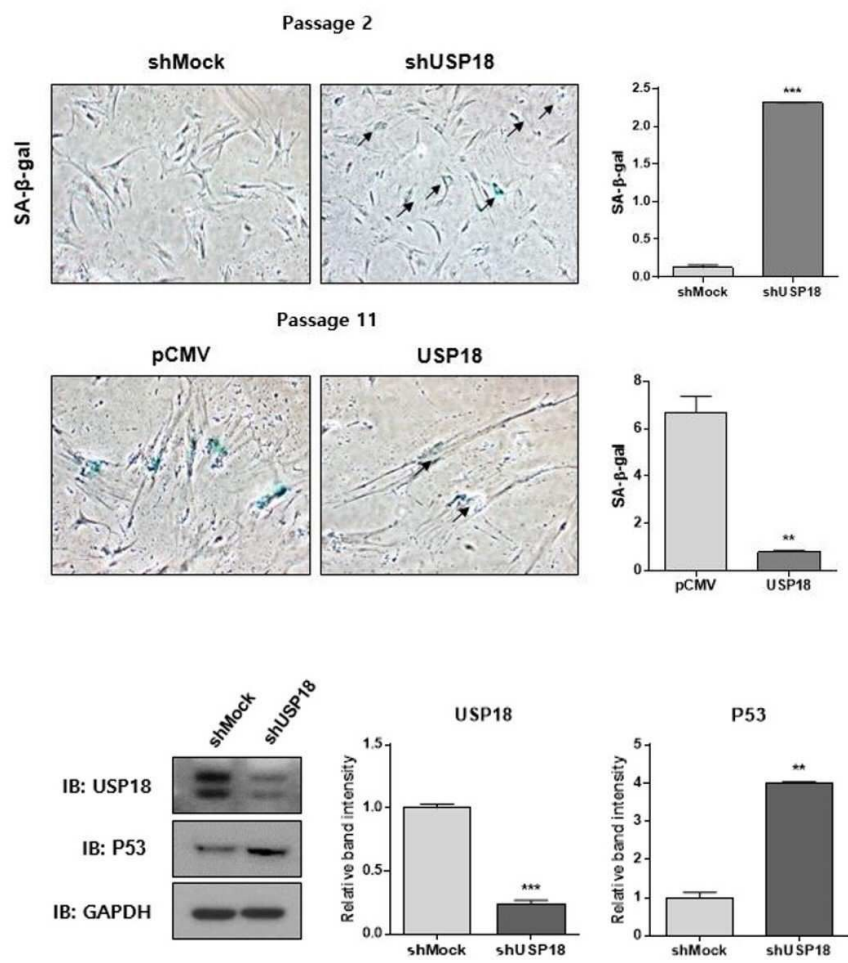 Passage 2
shMock shUSP18
SA-β-gal
SA-β-gal
2.5
2.0
1.5
1.0
0.5
0.0
***
shMock shUSP18
Passage 11
pCMV USP18
SA-β-gal
8
6
4
2
0
**
pCMV USP18
shMock shUSP18
IB: USP18
IB: P53
IB: GAPDH
USP18
Relative band intensity
1.5
1.0
0.5
0.0
***
shMock shUSP18
P53
Relative band intensity
5
4
3
2
1
0
**
shMock shUSP18